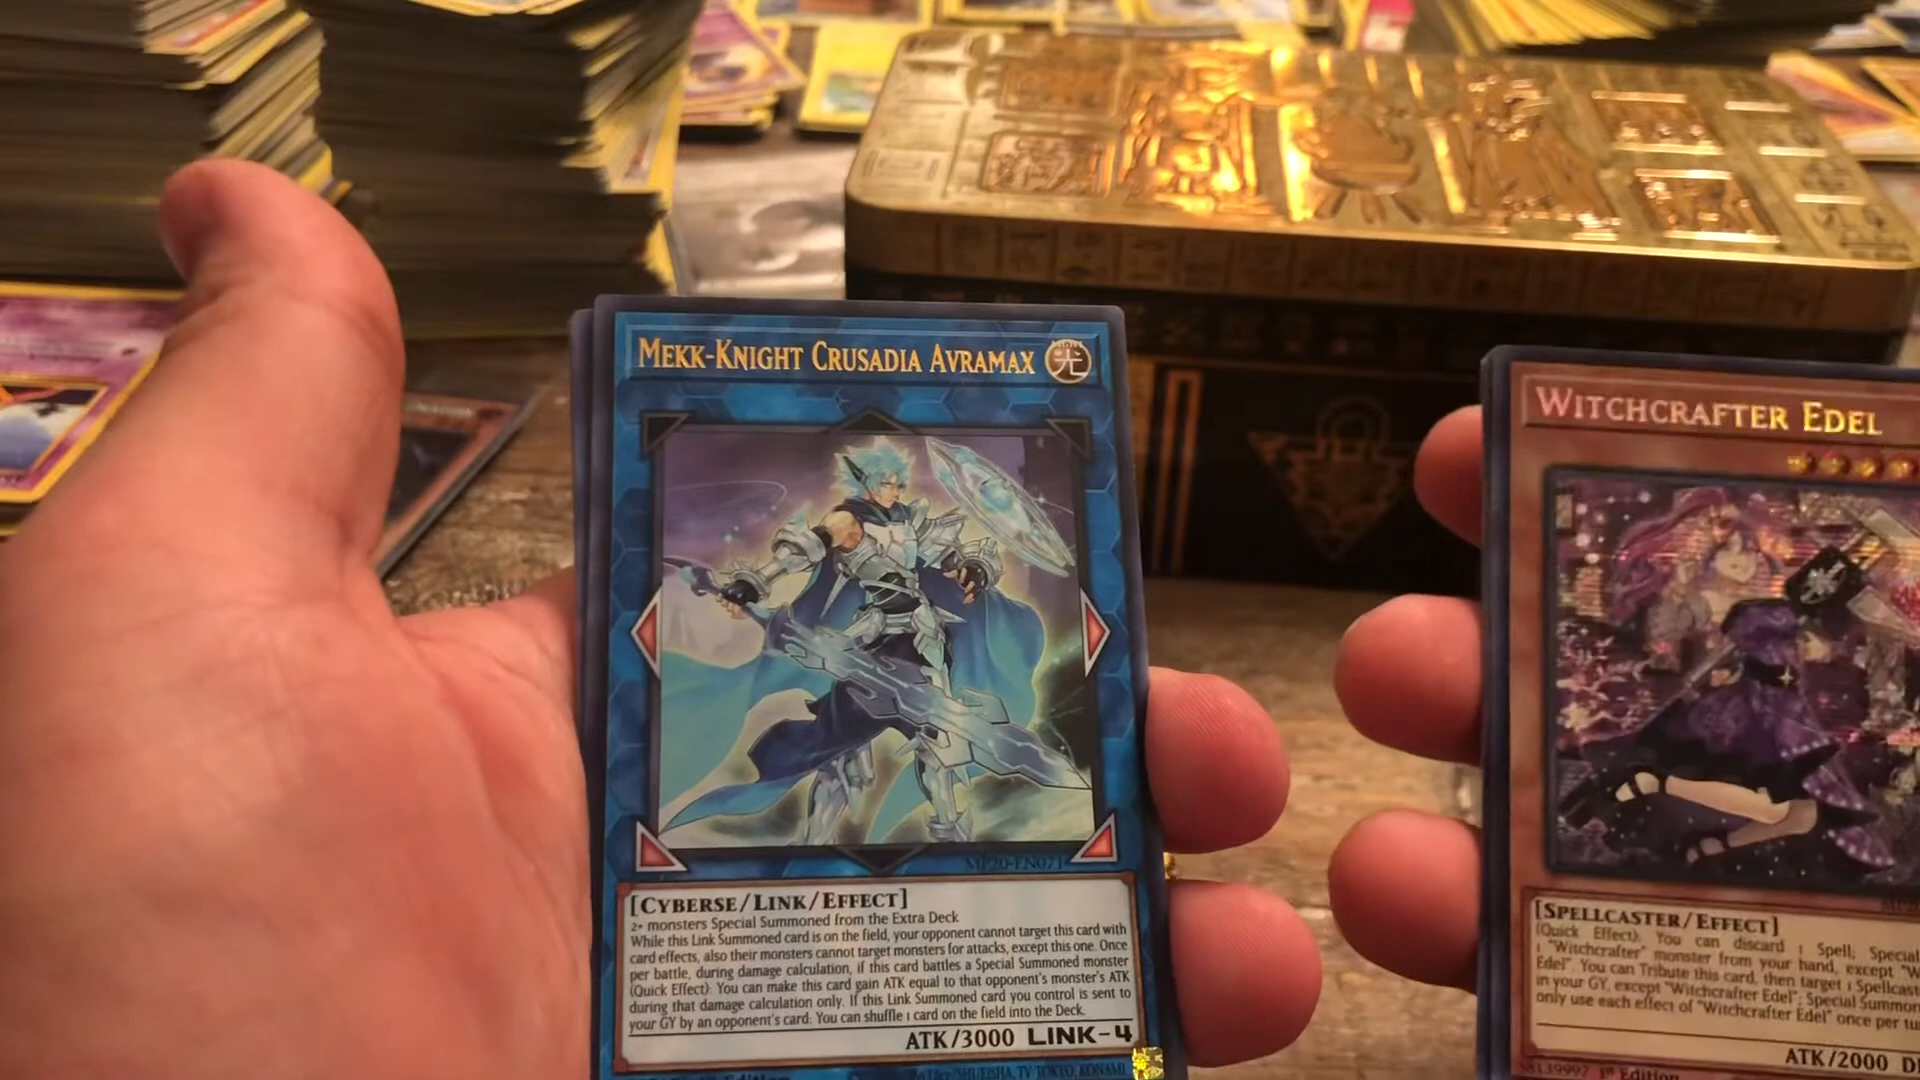 MEKK-KNIGHT CRUSADIA AVRAMAX
光
MP20-EN071
[CYBERSE/LINK/EFFECT]
2+ monsters Special Summoned from the Extra Deck
While this Link Summoned card is on the field, your opponent cannot target this card with
card effects, also their monsters cannot target monsters for attacks, except this one. Once
per battle, during damage calculation, if this card battles a Special Summoned monster
(Quick Effect): You can make this card gain ATK equal to that opponent's monster's ATK
during that damage calculation only. If this Link Summoned card you control is sent to
your GY by an opponent's card: You can shuffle 1 card on the field into the Deck.
ATK/3000 LINK-4
SHUEISHA, TV TOKYO, KONAMI
WITCHCRAFTER EDEL
[SPELLCASTER/EFFECT]
(Quick Effect): You can discard 1 Spell; Special
1 "Witchcrafter" monster from your hand, except "W
Edel". You can Tribute this card, then target 1 Spellcast
in your GY, except "Witchcrafter Edel"; Special Summon
only use each effect of "Witchcrafter Edel" once per tu
ATK/2000 D
1st Edition